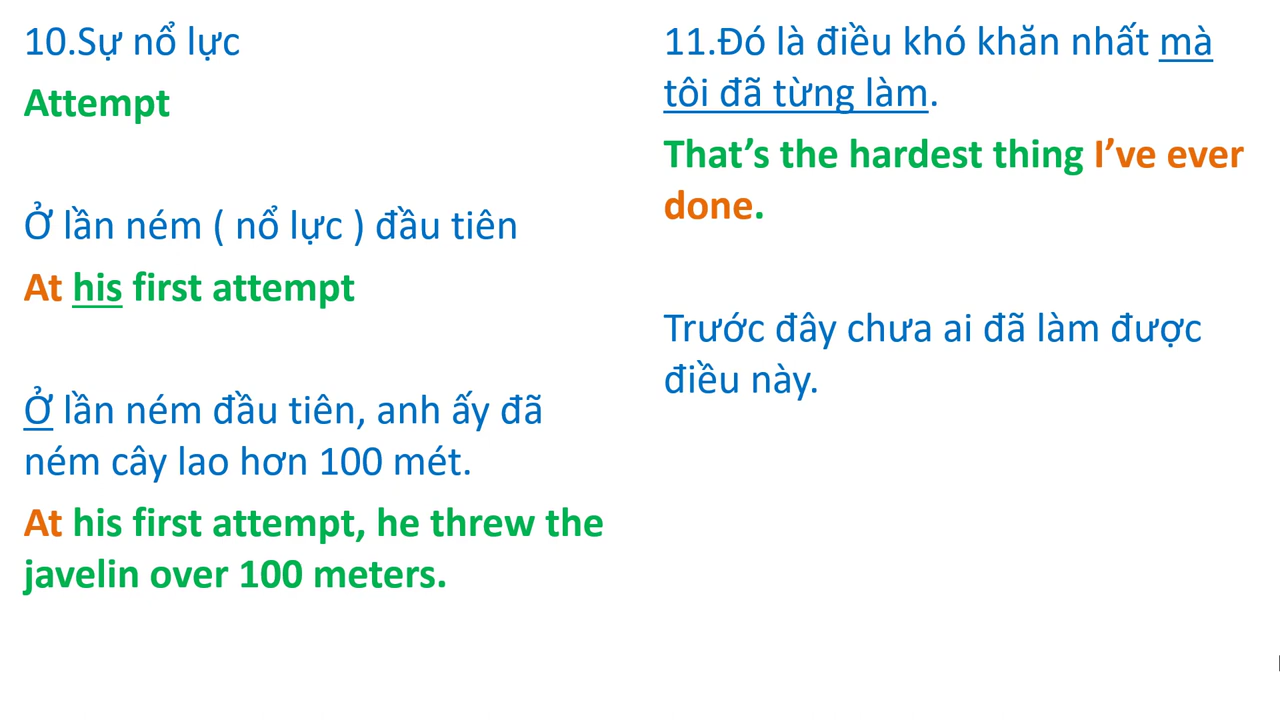 10.Sự nổ lực
Attempt
Ở lần ném ( nổ lực ) đầu tiên
At his first attempt
Ở lần ném đầu tiên, anh ấy đã
ném cây lao hơn 100 mét.
At his first attempt, he threw the
javelin over 100 meters.
11.Đó là điều khó khăn nhất mà
tôi đã từng làm.
That’s the hardest thing I’ve ever
done.
Trước đây chưa ai đã làm được
điều này.